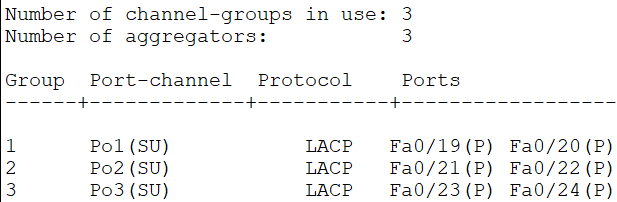 Number of channel-groups in use: 3
Number of aggregators:           3

Group  Port-channel  Protocol    Ports
------+-------------+-----------+------------------

1      Po1(SU)           LACP   Fa0/19(P) Fa0/20(P)
2      Po2(SU)           LACP   Fa0/21(P) Fa0/22(P)
3      Po3(SU)           LACP   Fa0/23(P) Fa0/24(P)